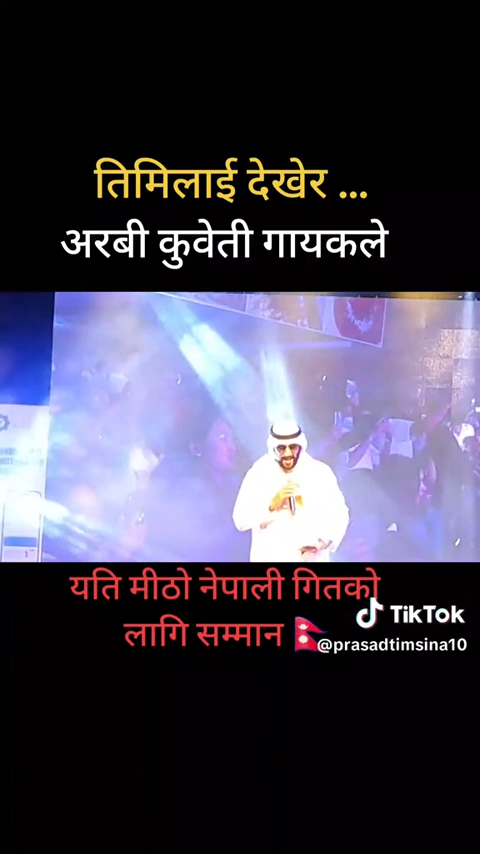 तिमिलाई देखेर ...
अरबी कुवेती गायकले
यति मीठो नेपाली गितको
लागि सम्मान 🇳🇵
TikTok
@prasadtimsina10